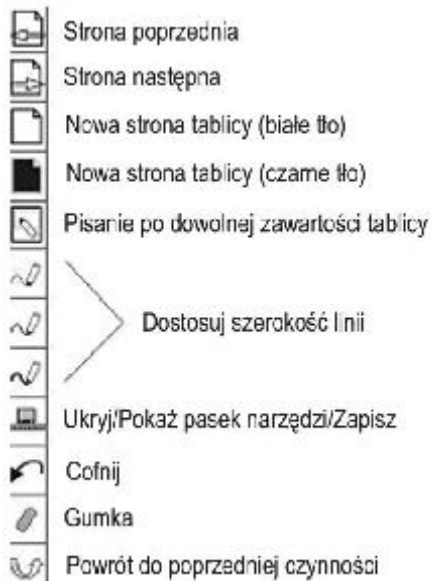 Strona poprzednia
Strona następna
Nowa strona tablicy (białe tło)
Nowa strona tablicy (czarne tło)
Pisanie po dowolnej zawartości tablicy
Dostosuj szerokość linii
Ukryj/Pokaż pasek narzędzi/Zapisz
Cofnij
Gumka
Powrót do poprzedniej czynności